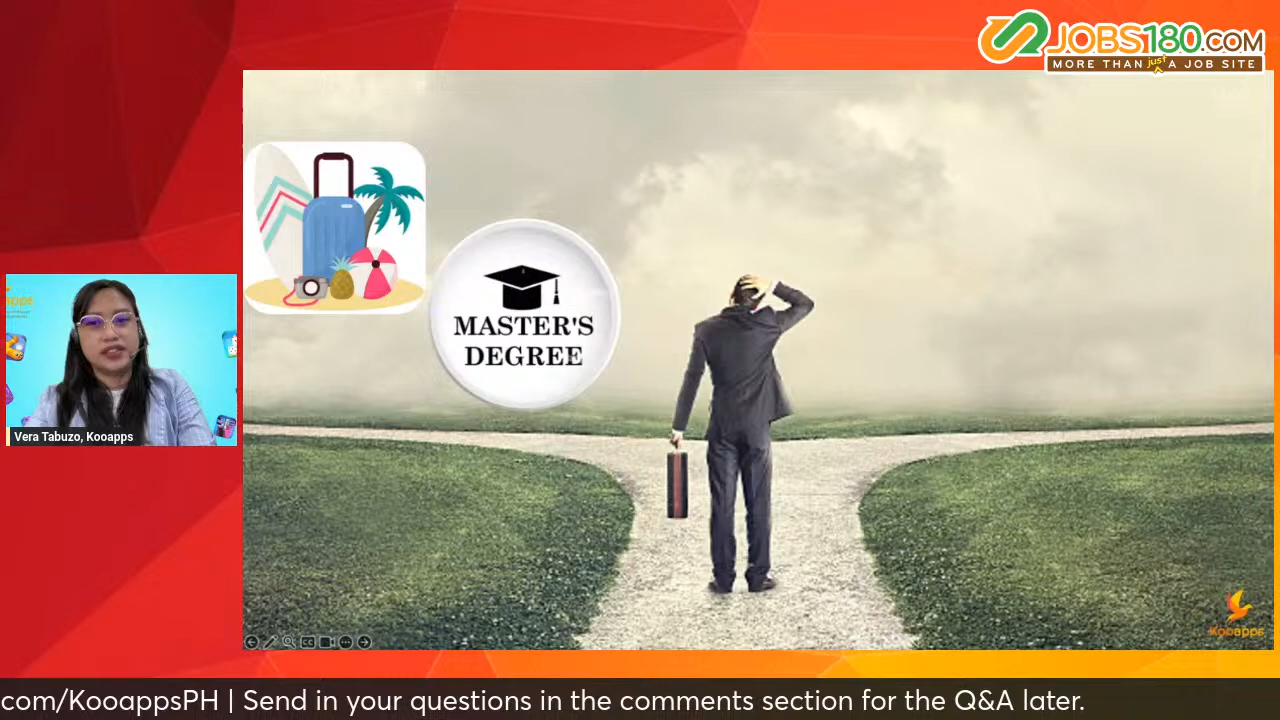 JOBS180.COM
MORE THAN just A JOB SITE
MASTER'S
DEGREE
Vera Tabuzo, Kooapps
Kooapps
com/KooappsPH | Send in your questions in the comments section for the Q&A later.